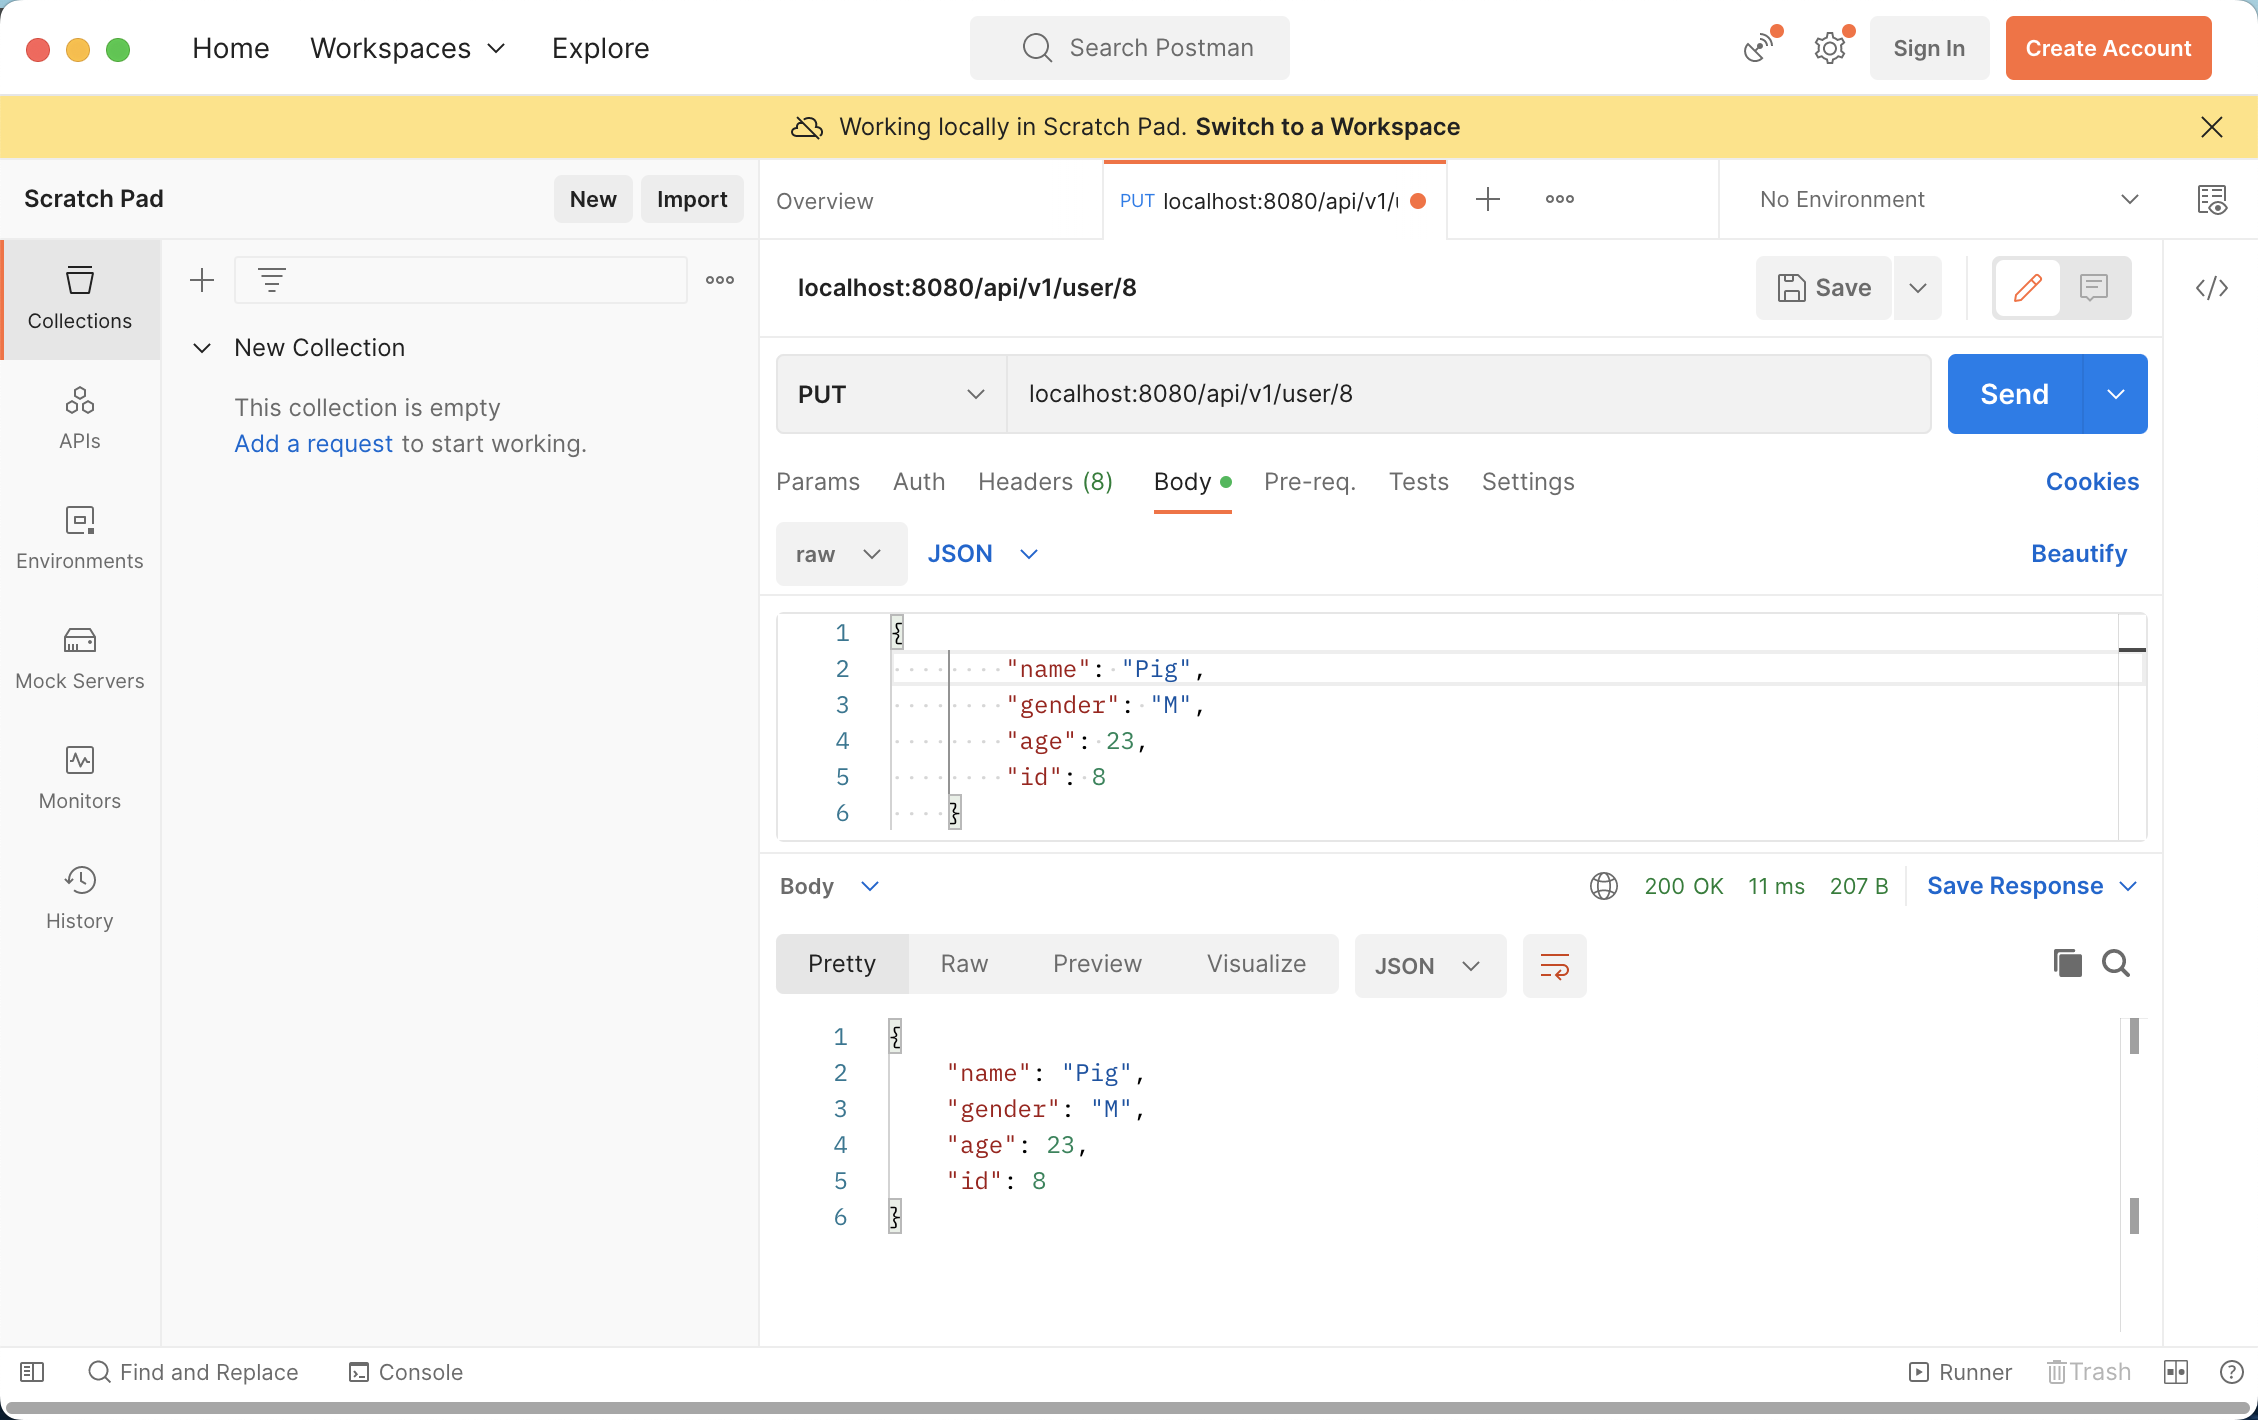 Home Workspaces Explore Search Postman Sign In Create Account
Working locally in Scratch Pad. Switch to a Workspace
Scratch Pad New Import Overview PUT localhost:8080/api/v1/ No Environment
Collections
APIs
Environments
Mock Servers
Monitors
History
New Collection
This collection is empty
Add a request to start working.
localhost:8080/api/v1/user/8 Save
PUT localhost:8080/api/v1/user/8 Send
Params Auth Headers (8) Body Pre-req. Tests Settings Cookies
raw JSON Beautify
1 {
2 "name": "Pig",
3 "gender": "M",
4 "age": 23,
5 "id": 8
6 }
Body 200 OK 11 ms 207 B Save Response
Pretty Raw Preview Visualize JSON
1 {
2 "name": "Pig",
3 "gender": "M",
4 "age": 23,
5 "id": 8
6 }
Find and Replace Console Runner Trash